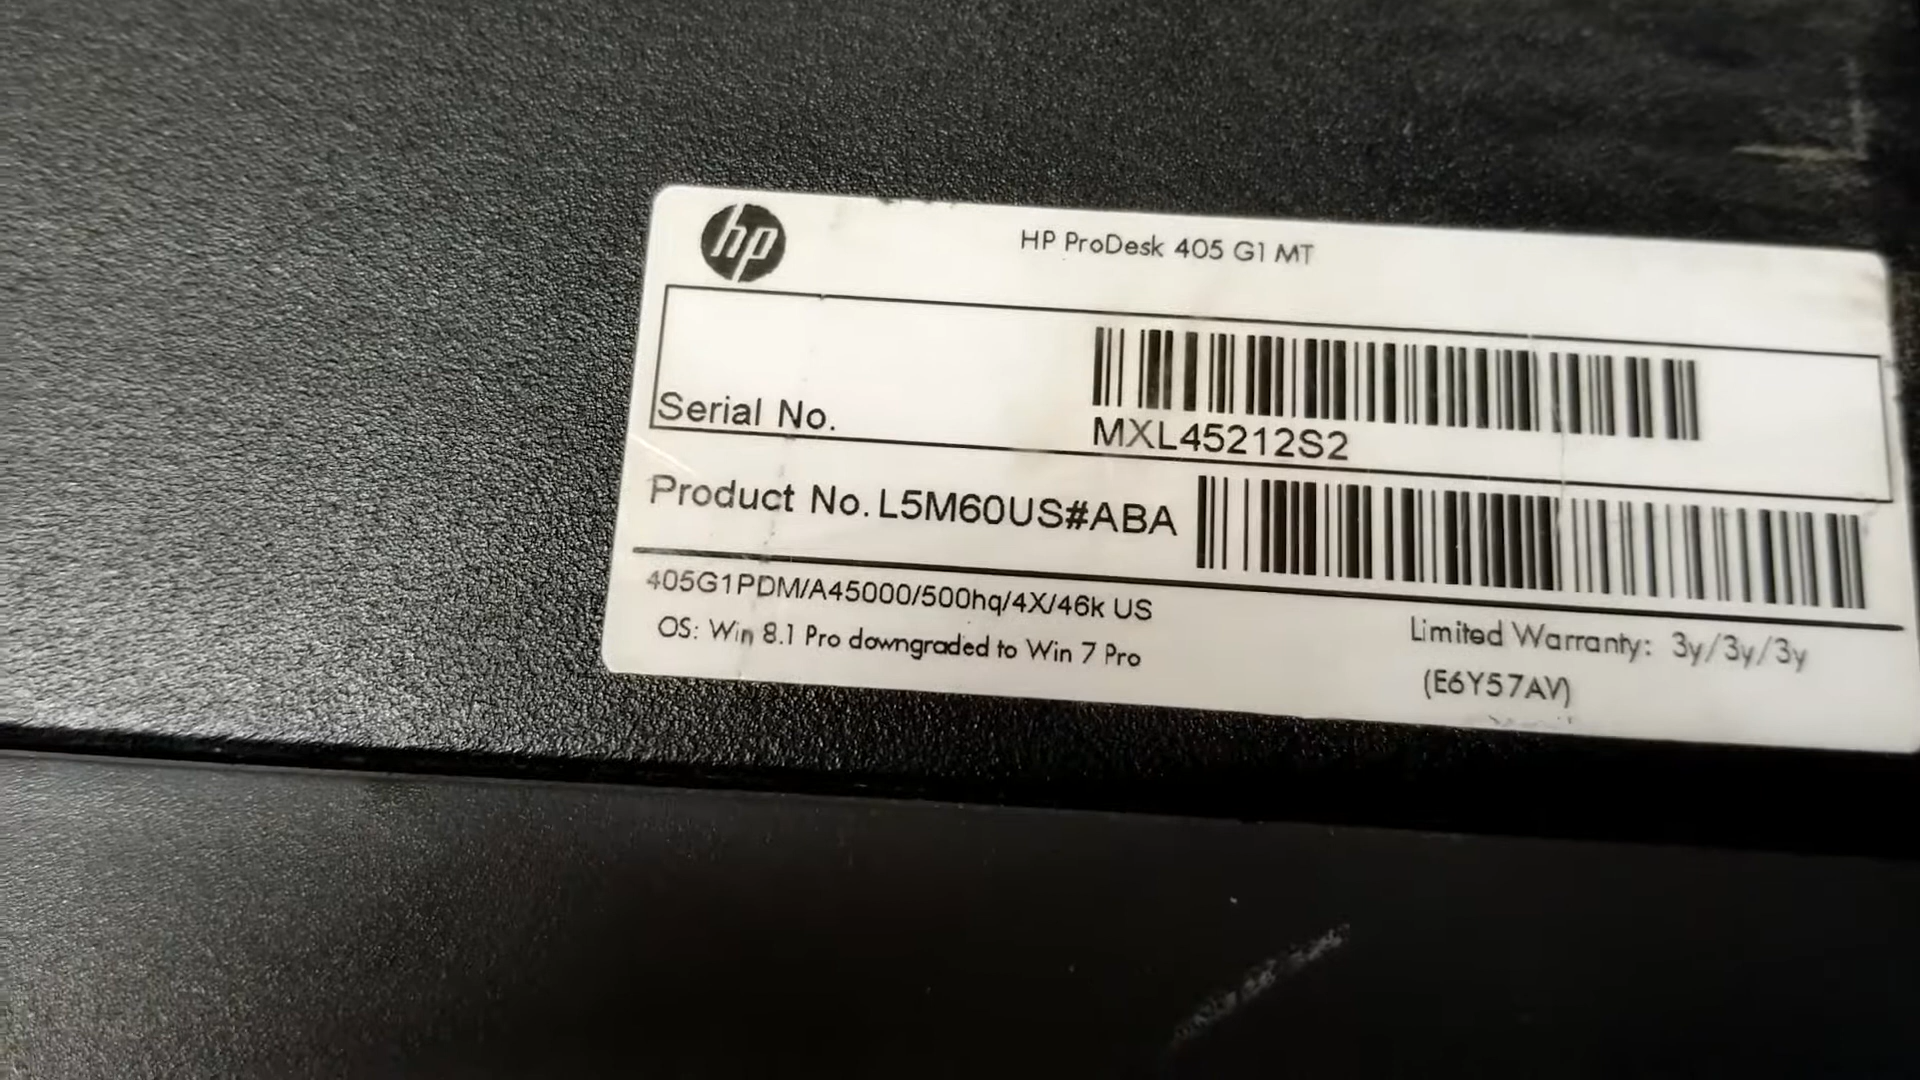 hp
HP ProDesk 405 G1 MT
Serial No.
MXL45212S2
Product No. L5M60US#ABA
405G1PDM/A45000/500hq/4X/46k US
OS: Win 8.1 Pro downgraded to Win 7 Pro
Limited Warranty: 3y/3y/3y
(E6Y57AV)